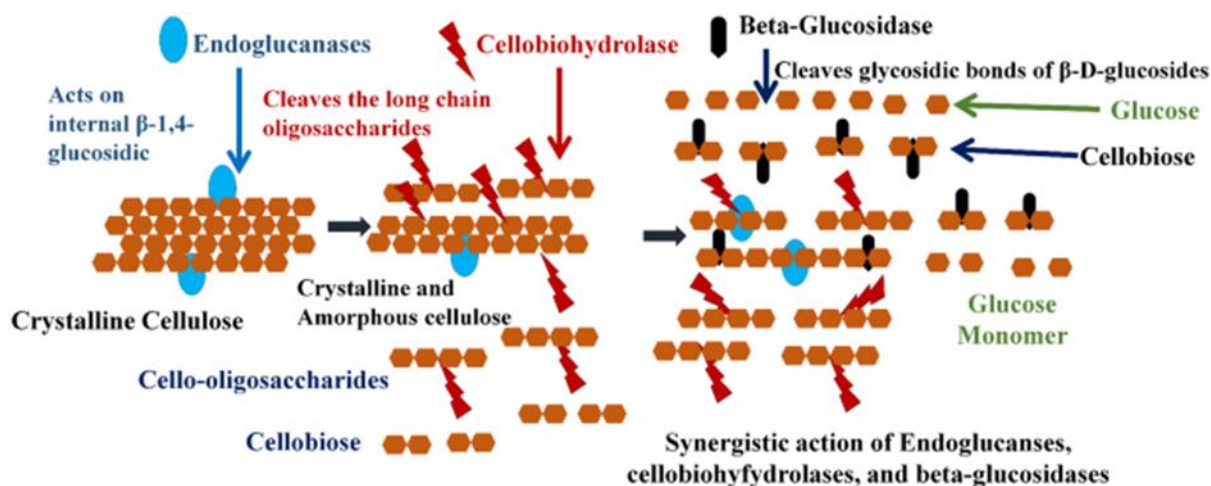 Endoglucanases
Acts on
internal β-1,4-
glucosidic
Crystalline Cellulose
Cellobiohydrolase
Cleaves the long chain
oligosaccharides
Crystalline and
Amorphous cellulose
Cello-oligosaccharides
Cellobiose
Beta-Glucosidase
Cleaves glycosidic bonds of β-D-glucosides
Glucose
Cellobiose
Glucose
Monomer
Synergistic action of Endoglucanses,
cellobiohyfydrolases, and beta-glucosidases